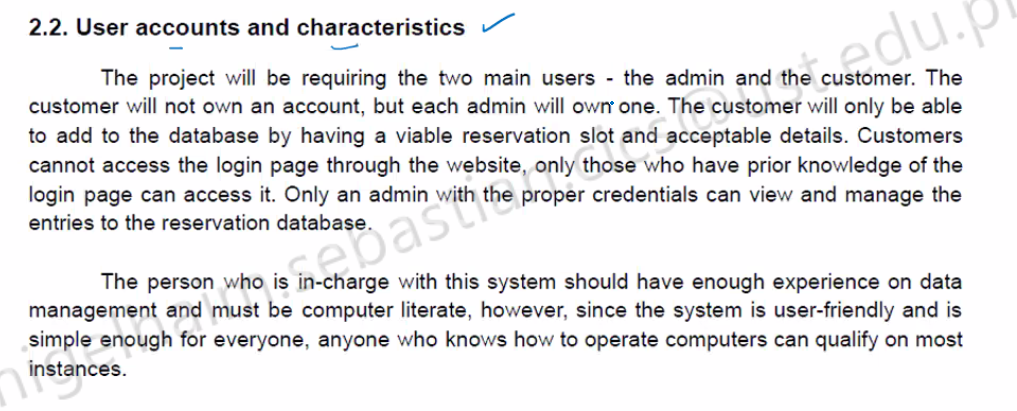 2.2. User accounts and characteristics
The project will be requiring the two main users - the admin and the customer. The
customer will not own an account, but each admin will own one. The customer will only be able
to add to the database by having a viable reservation slot and acceptable details. Customers
cannot access the login page through the website, only those who have prior knowledge of the
login page can access it. Only an admin with the proper credentials can view and manage the
entries to the reservation database.
The person who is in-charge with this system should have enough experience on data
management and must be computer literate, however, since the system is user-friendly and is
simple enough for everyone, anyone who knows how to operate computers can qualify on most
instances.